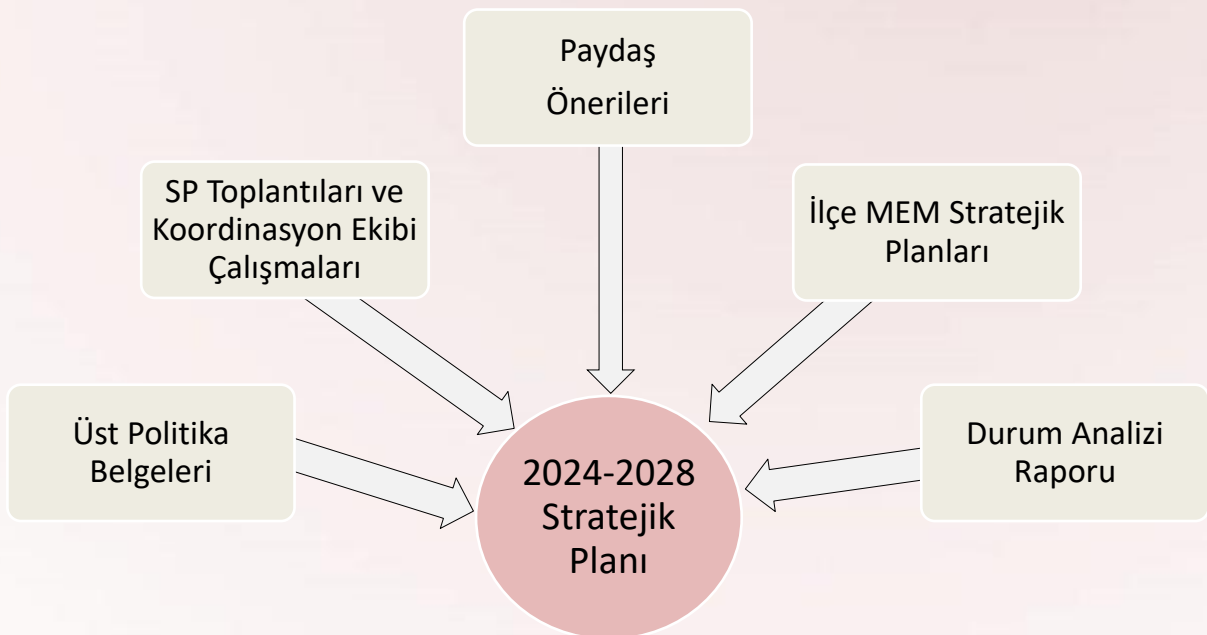 Paydaş
Önerileri
SP Toplantıları ve
Koordinasyon Ekibi
Çalışmaları
İlçe MEM Stratejik
Planları
Üst Politika
Belgeleri
Durum Analizi
Raporu
2024-2028
Stratejik
Planı